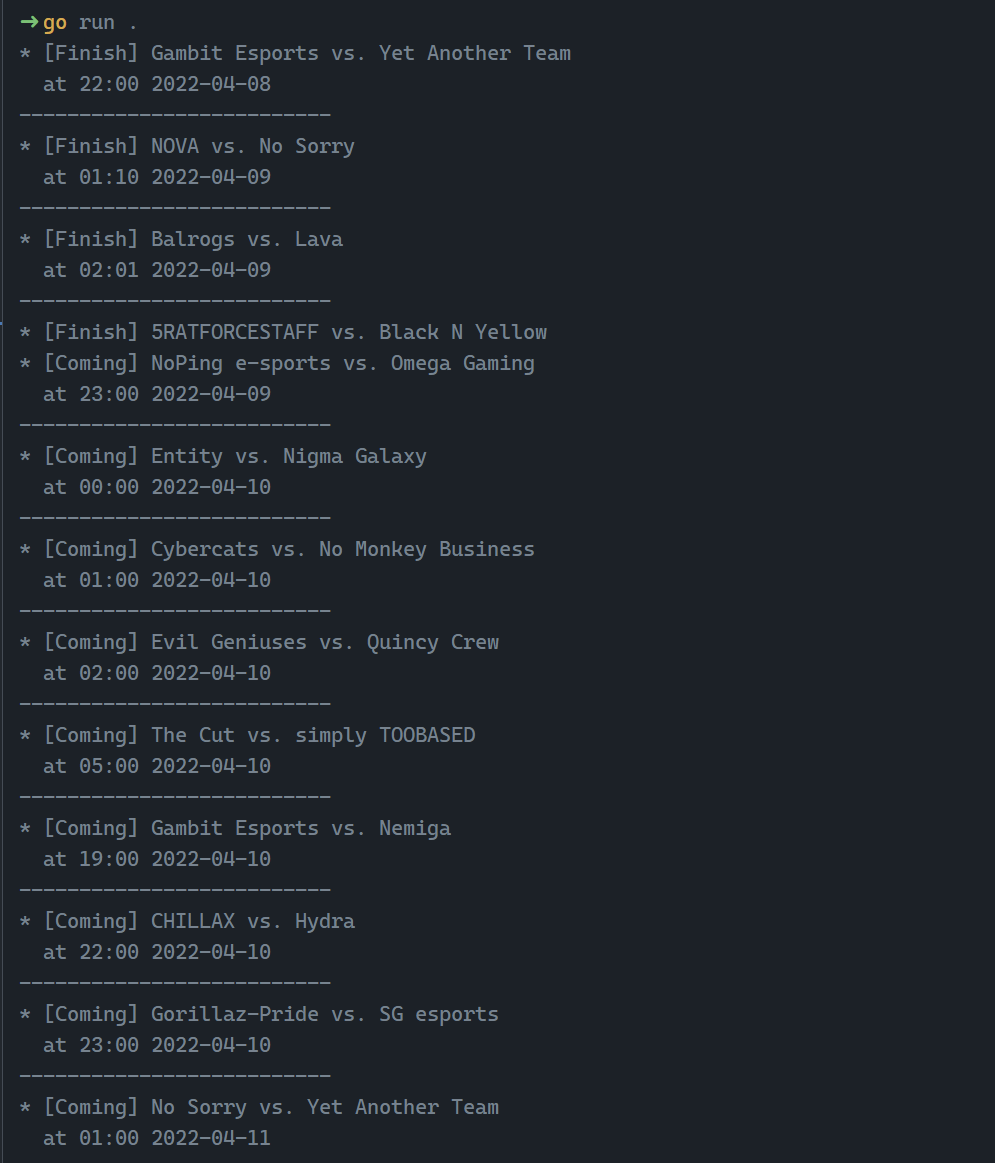 ➜ go run .
* [Finish] Gambit Esports vs. Yet Another Team
  at 22:00 2022-04-08
--------------------------
* [Finish] NOVA vs. No Sorry
  at 01:10 2022-04-09
--------------------------
* [Finish] Balrogs vs. Lava
  at 02:01 2022-04-09
--------------------------
* [Finish] 5RATFORCESTAFF vs. Black N Yellow
* [Coming] NoPing e-sports vs. Omega Gaming
  at 23:00 2022-04-09
--------------------------
* [Coming] Entity vs. Nigma Galaxy
  at 00:00 2022-04-10
--------------------------
* [Coming] Cybercats vs. No Monkey Business
  at 01:00 2022-04-10
--------------------------
* [Coming] Evil Geniuses vs. Quincy Crew
  at 02:00 2022-04-10
--------------------------
* [Coming] The Cut vs. simply TOOBASED
  at 05:00 2022-04-10
--------------------------
* [Coming] Gambit Esports vs. Nemiga
  at 19:00 2022-04-10
--------------------------
* [Coming] CHILLAX vs. Hydra
  at 22:00 2022-04-10
--------------------------
* [Coming] Gorillaz-Pride vs. SG esports
  at 23:00 2022-04-10
--------------------------
* [Coming] No Sorry vs. Yet Another Team
  at 01:00 2022-04-11